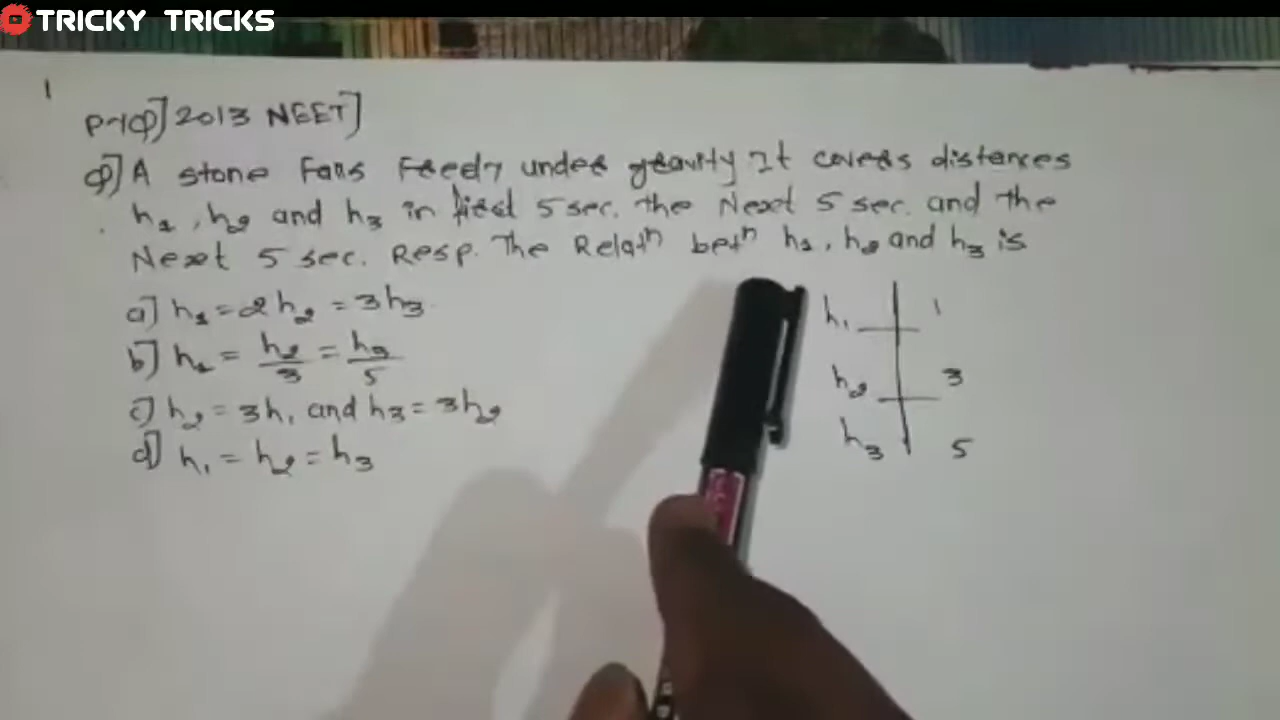 TRICKY TRICKS
1
PYQ] 2013 NEET]
Q] A stone falls freely under gravity It covers distances
h1, h2 and h3 in first 5 sec. the Next 5 sec. and the
Next 5 sec. Resp. The Relatn betn h1, h2 and h3 is
a] h1 = 2h2 = 3h3
b] h1 = h2/3 = h3/5
c] h2 = 3h1 and h3 = 3h2
d] h1 = h2 = h3
h1 1
h2 3
h3 5